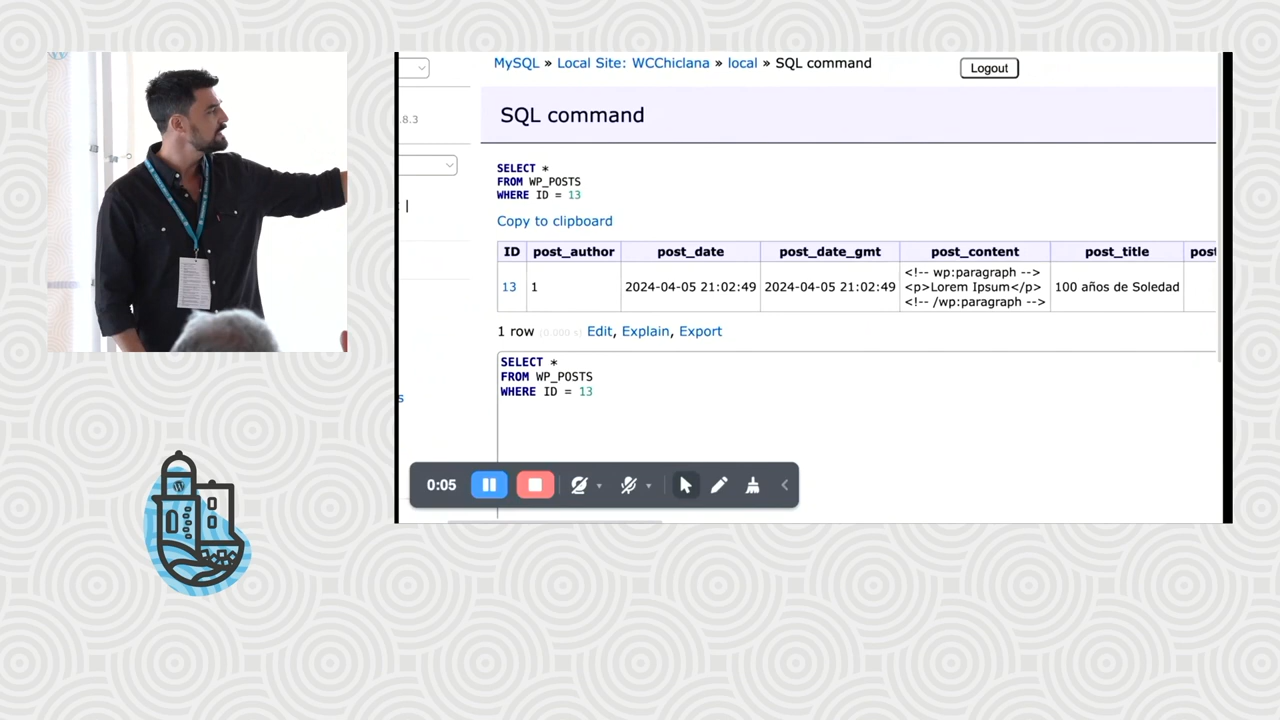 MySQL » Local Site: WCChiclana » local » SQL command
Logout
.8.3
SQL command
SELECT *
FROM WP_POSTS
WHERE ID = 13
Copy to clipboard
ID post_author post_date post_date_gmt post_content post_title post
13 1 2024-04-05 21:02:49 2024-04-05 21:02:49 <!-- wp:paragraph --> <p>Lorem Ipsum</p> <!-- /wp:paragraph --> 100 años de Soledad
1 row (0.000 s) Edit, Explain, Export
SELECT *
FROM WP_POSTS
WHERE ID = 13
s
0:05